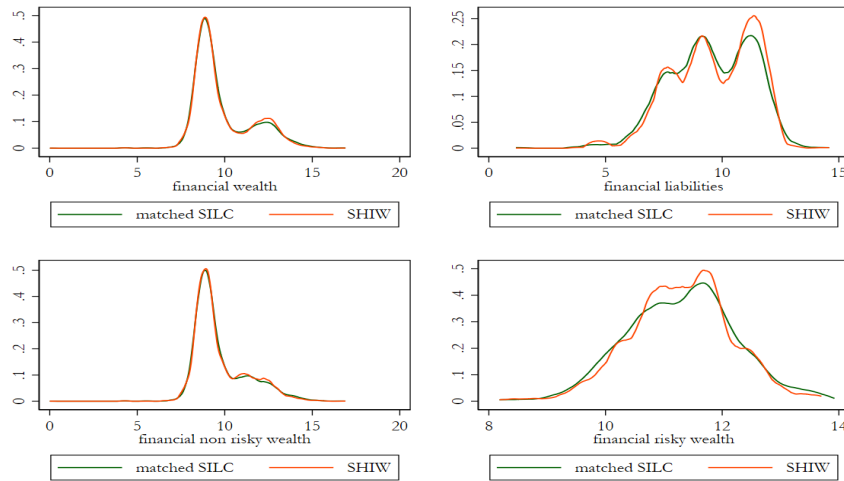 .5
.4
.3
.2
.1
0
0 5 10 15 20
financial wealth
matched SILC SHIW
.25
.2
.15
.1
.05
0
0 5 10 15
financial liabilities
matched SILC SHIW
.5
.4
.3
.2
.1
0
0 5 10 15 20
financial non risky wealth
matched SILC SHIW
.5
.4
.3
.2
.1
0
8 10 12 14
financial risky wealth
matched SILC SHIW